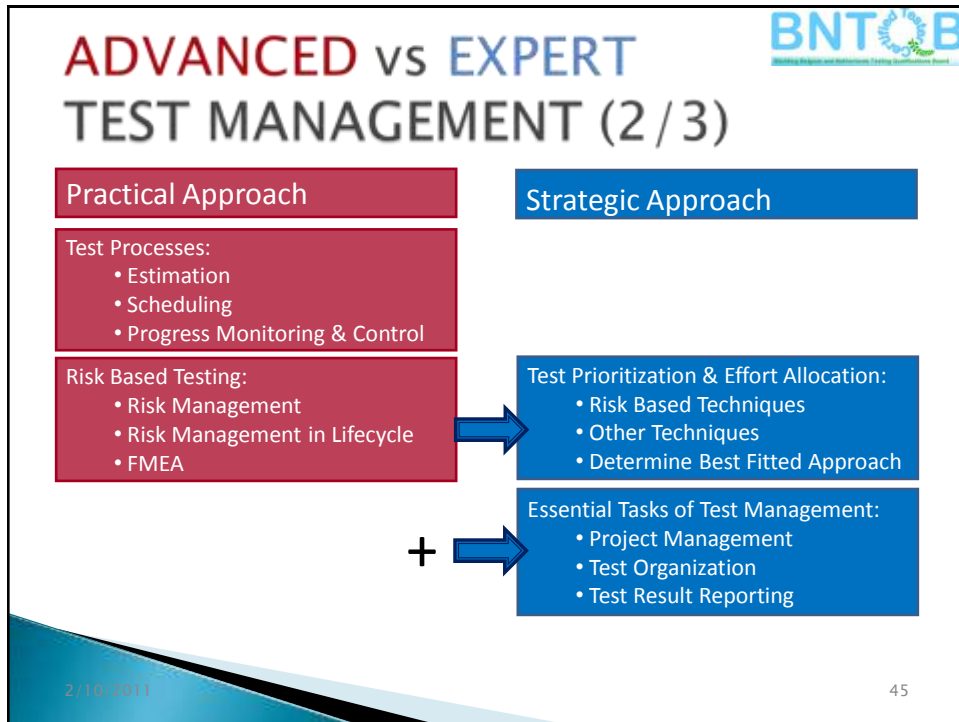 ADVANCED vs EXPERT
TEST MANAGEMENT (2/3)
BNTQB
Practical Approach
Strategic Approach
Test Processes:
• Estimation
• Scheduling
• Progress Monitoring & Control
Risk Based Testing:
• Risk Management
• Risk Management in Lifecycle
• FMEA
Test Prioritization & Effort Allocation:
• Risk Based Techniques
• Other Techniques
• Determine Best Fitted Approach
+
Essential Tasks of Test Management:
• Project Management
• Test Organization
• Test Result Reporting
2/10/2011
45